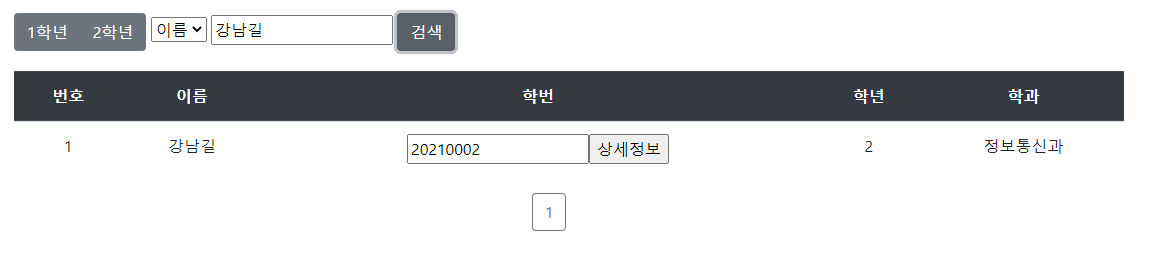 1학년 2학년 이름 강남길 검색
번호 이름 학번 학년 학과
1 강남길 20210002 상세정보 2 정보통신과
1